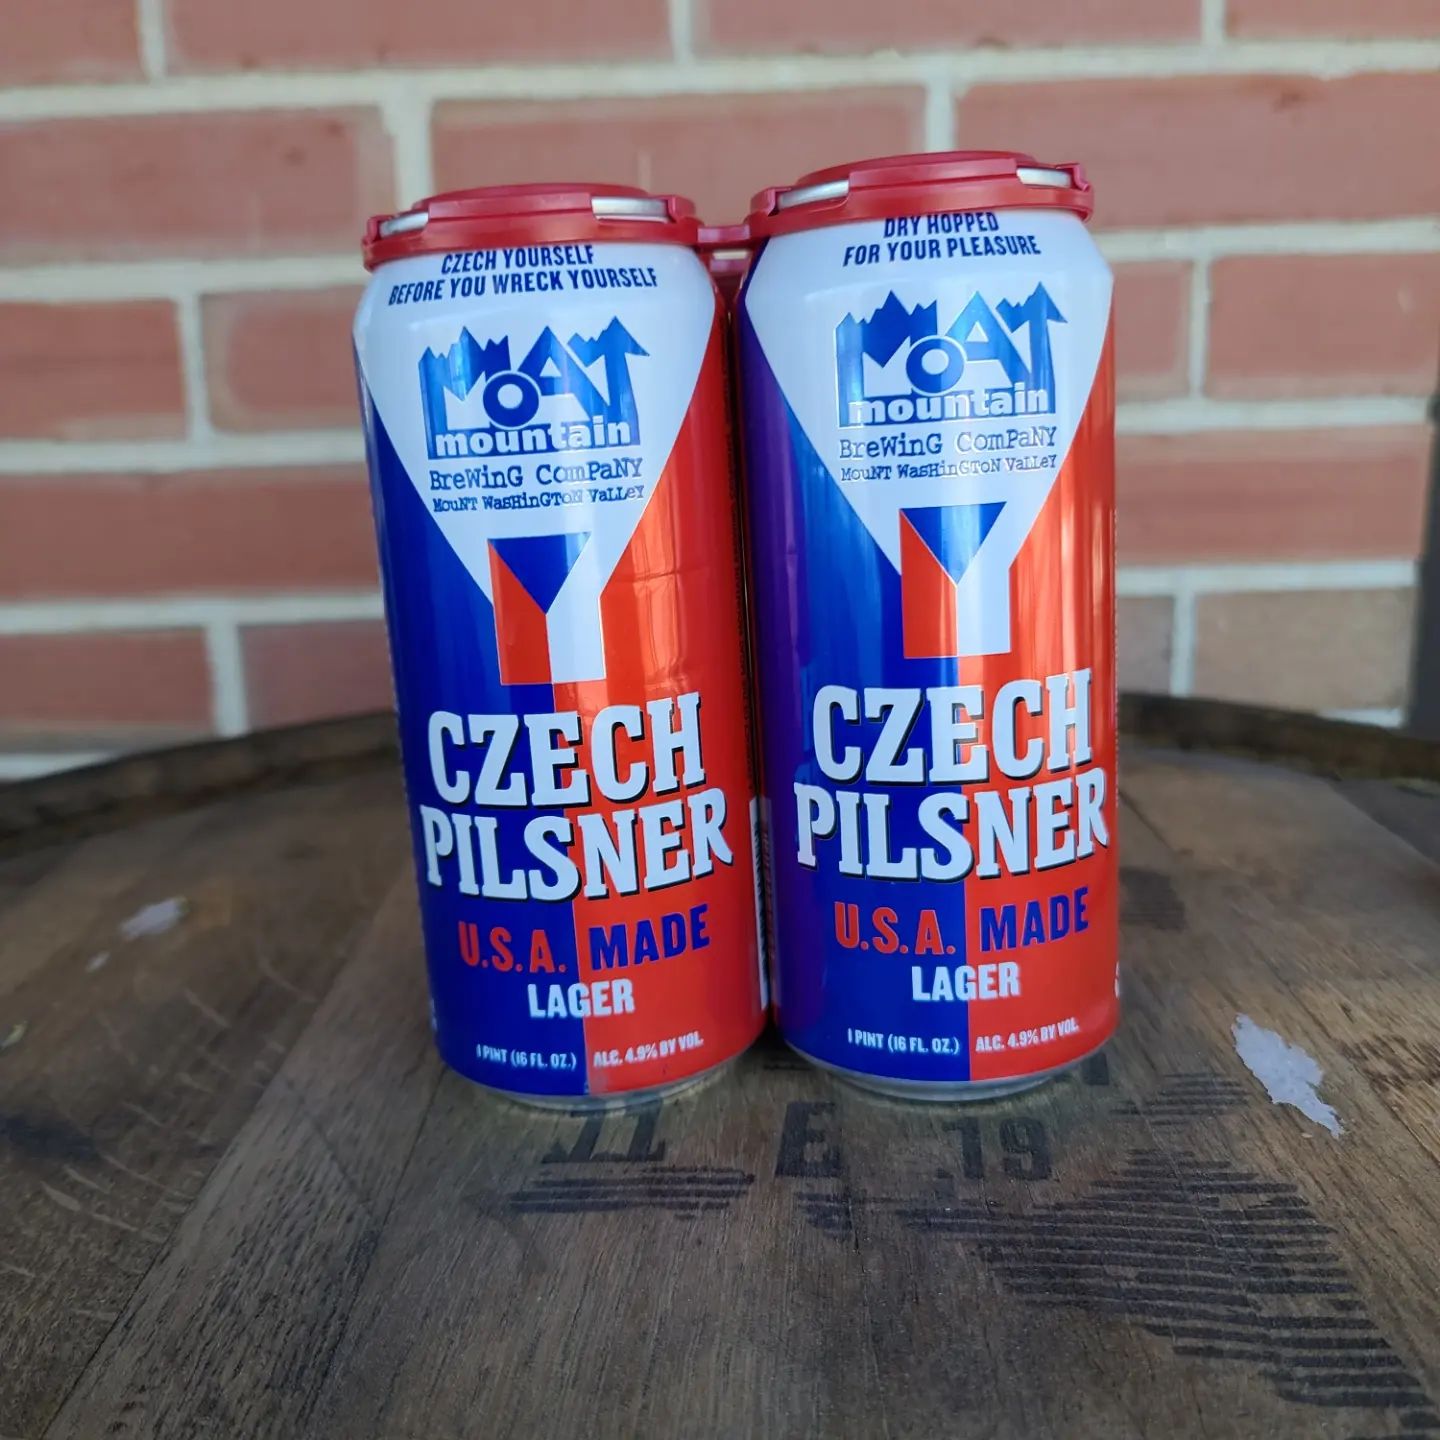 CZECH YOURSELF
BEFORE YOU WRECK YOURSELF
MOAT
mountain
BReWinG ComPaNY
MouNT WasHinGToN VaLLeY
CZECH
PILSNER
U.S.A. MADE
LAGER
1 PINT (16 FL. OZ.) ALC. 4.9% BY VOL.
DRY HOPPED
FOR YOUR PLEASURE
MOAT
mountain
BReWinG ComPaNY
MouNT WasHinGToN VaLLeY
CZECH
PILSNER
U.S.A. MADE
LAGER
1 PINT (16 FL. OZ.) ALC. 4.9% BY VOL.
E .19